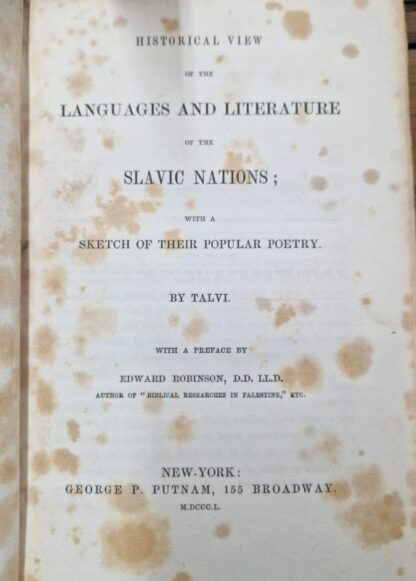 HISTORICAL VIEW
OF THE
LANGUAGES AND LITERATURE
OF THE
SLAVIC NATIONS;
WITH A
SKETCH OF THEIR POPULAR POETRY.
BY TALVI.
WITH A PREFACE BY
EDWARD ROBINSON, D.D. LL.D.
AUTHOR OF "BIBLICAL RESEARCHES IN PALESTINE," ETC.
NEW-YORK:
GEORGE P. PUTNAM, 155 BROADWAY.
M.DCCC.L.